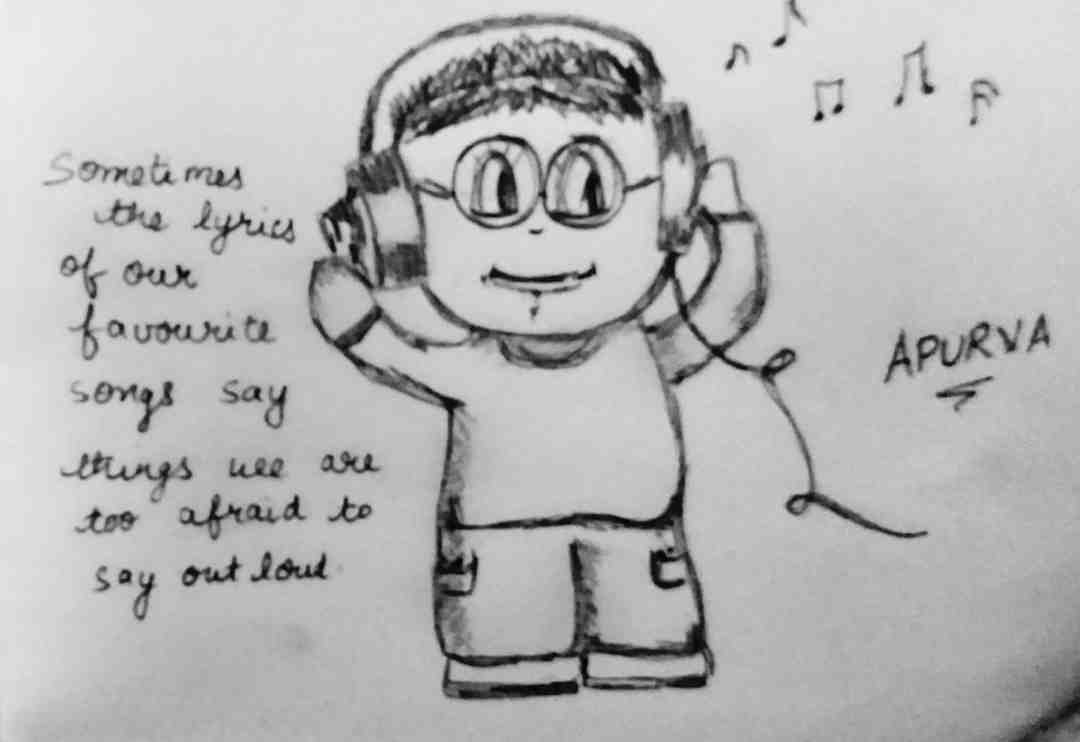 Sometimes
the lyrics
of our
favourite
songs say
things wee are
too afraid to
say out loud
APURVA